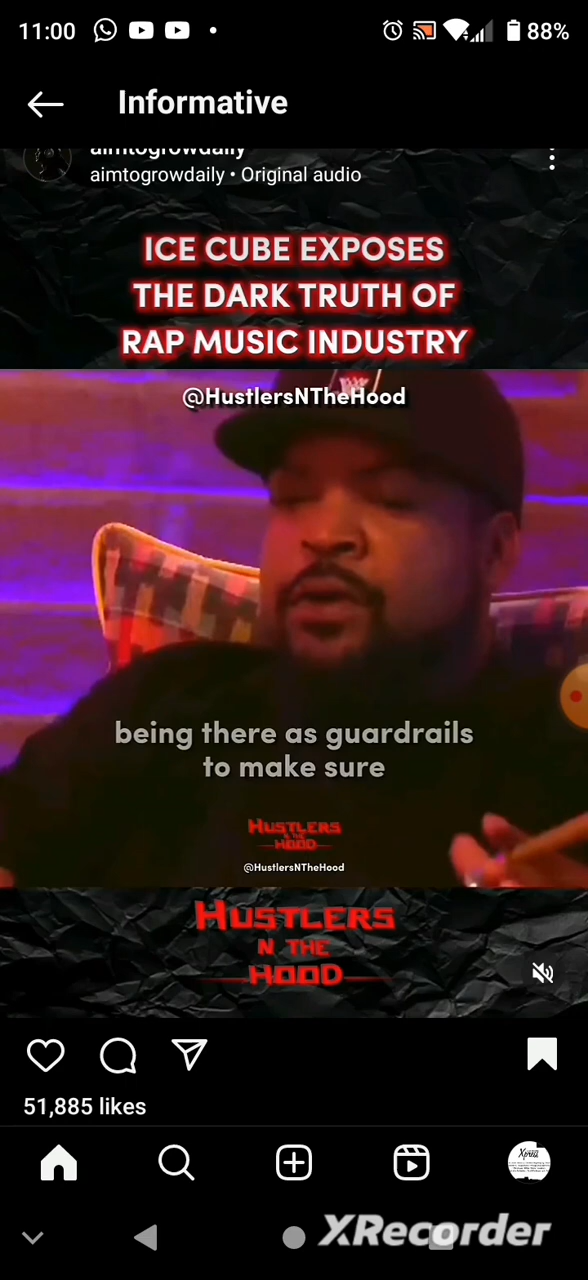 11:00
88%
Informative
aimtogrowdaily
aimtogrowdaily • Original audio
ICE CUBE EXPOSES
THE DARK TRUTH OF
RAP MUSIC INDUSTRY
@HustlersNTheHood
being there as guardrails
to make sure
HUSTLERS
N THE
HOOD
@HustlersNTheHood
HUSTLERS
N THE
HOOD
51,885 likes
XRecorder